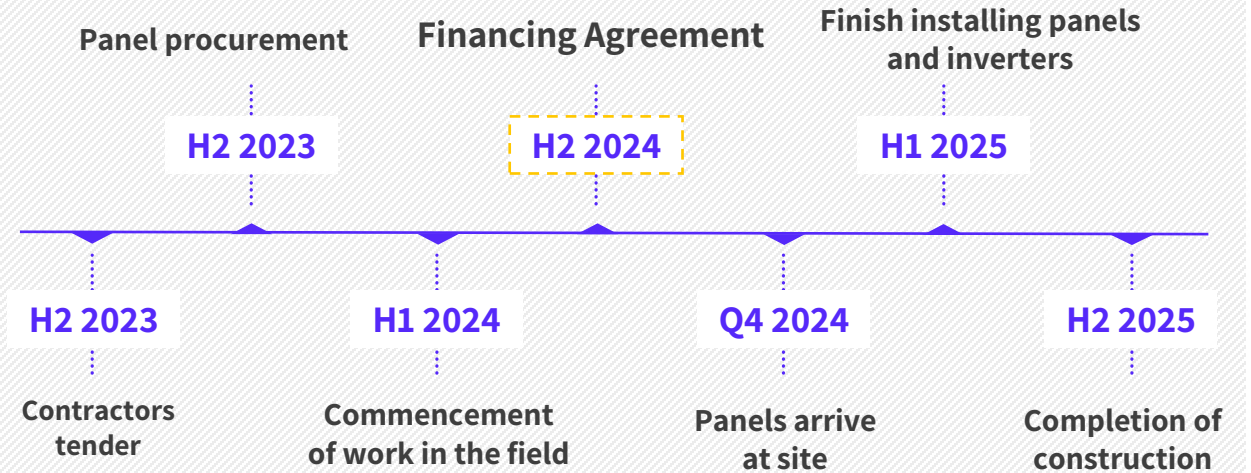 Panel procurement
Financing Agreement
Finish installing panels
and inverters
H2 2023
H2 2024
H1 2025
H2 2023
H1 2024
Q4 2024
H2 2025
Contractors
tender
Commencement
of work in the field
Panels arrive
at site
Completion of
construction